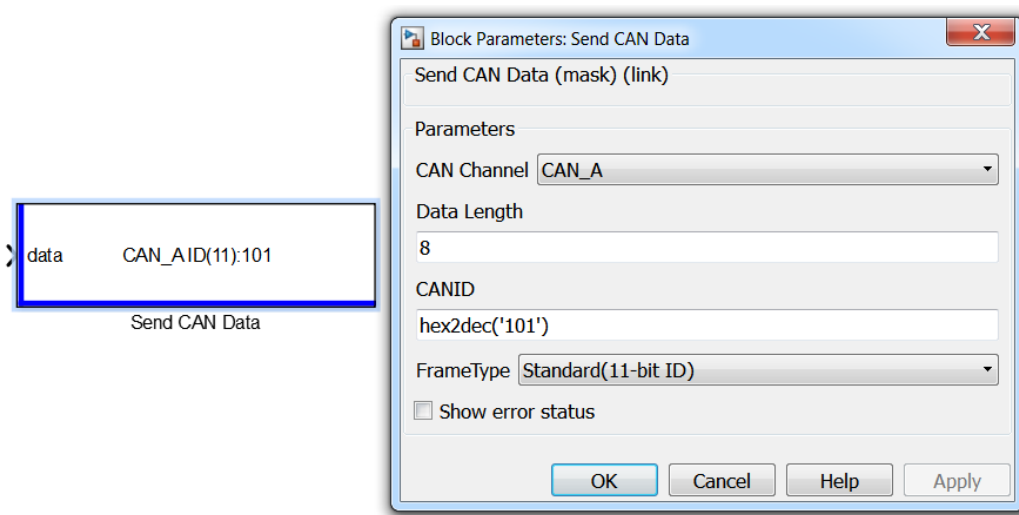 Block Parameters: Send CAN Data
Send CAN Data (mask) (link)
Parameters
CAN Channel CAN_A
Data Length
8
CANID
hex2dec('101')
FrameType Standard(11-bit ID)
Show error status
OK Cancel Help Apply
data CAN_A ID(11):101
Send CAN Data